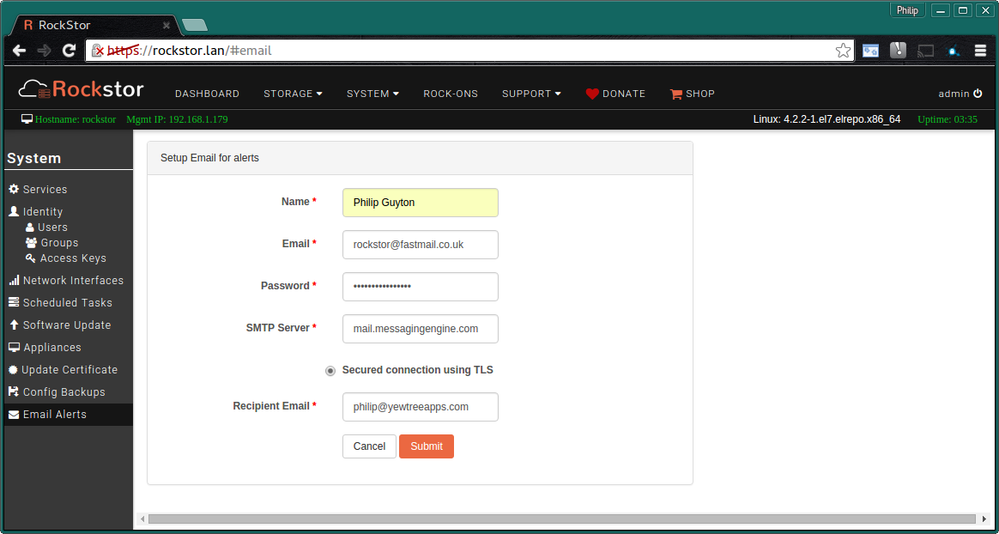 Philip
R RockStor
https://rockstor.lan/#email
Rockstor DASHBOARD STORAGE SYSTEM ROCK-ONS SUPPORT DONATE SHOP admin
Hostname: rockstor Mgmt IP: 192.168.1.179 Linux: 4.2.2-1.el7.elrepo.x86_64 Uptime: 03:35
System
Services
Identity
Users
Groups
Access Keys
Network Interfaces
Scheduled Tasks
Software Update
Appliances
Update Certificate
Config Backups
Email Alerts
Setup Email for alerts
Name * Philip Guyton
Email * rockstor@fastmail.co.uk
Password * ••••••••••••••••
SMTP Server * mail.messagingengine.com
Secured connection using TLS
Recipient Email * philip@yewtreeapps.com
Cancel Submit